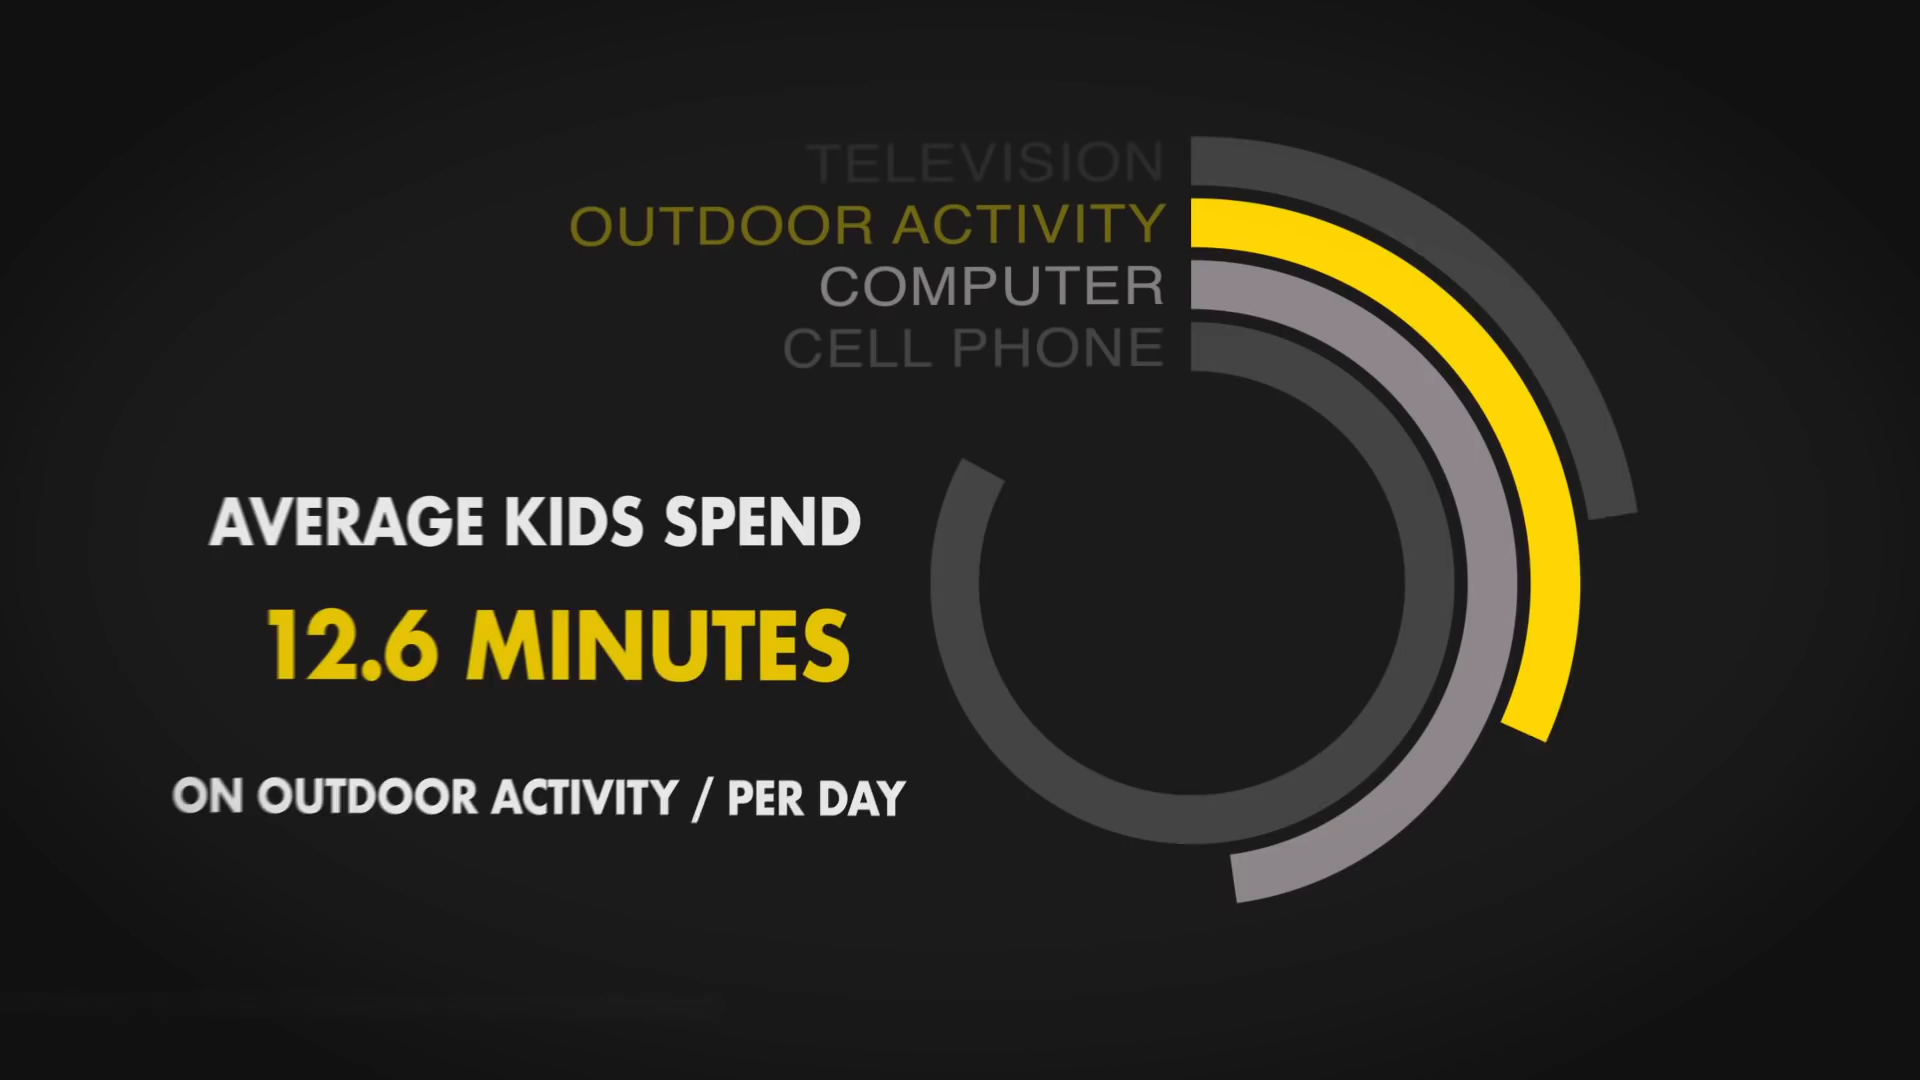 TELEVISION
OUTDOOR ACTIVITY
COMPUTER
CELL PHONE
AVERAGE KIDS SPEND
12.6 MINUTES
ON OUTDOOR ACTIVITY / PER DAY